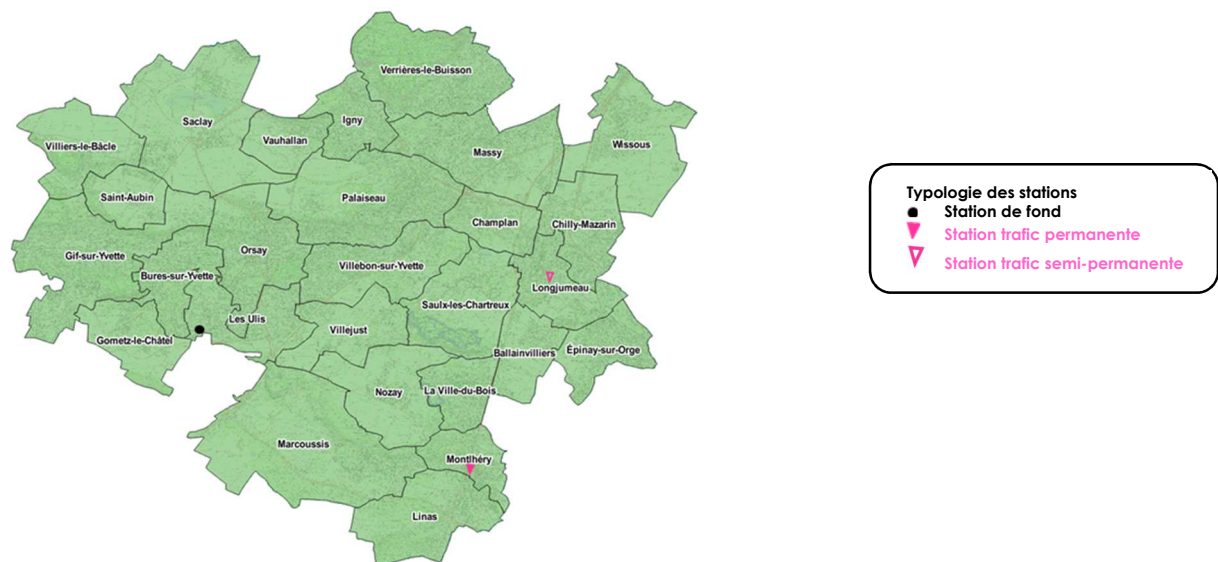 Verrières-le-Buisson
Saclay
Igny
Vauhallan
Villiers-le-Bâcle
Massy
Wissous
Saint-Aubin
Palaiseau
Champlan
Chilly-Mazarin
Gif-sur-Yvette
Orsay
Bures-sur-Yvette
Villebon-sur-Yvette
Longjumeau
Saulx-les-Chartreux
Les Ulis
Villejust
Gometz-le-Châtel
Ballainvilliers
Épinay-sur-Orge
Nozay
La Ville-du-Bois
Marcoussis
Montlhéry
Linas
Typologie des stations
Station de fond
Station trafic permanente
Station trafic semi-permanente